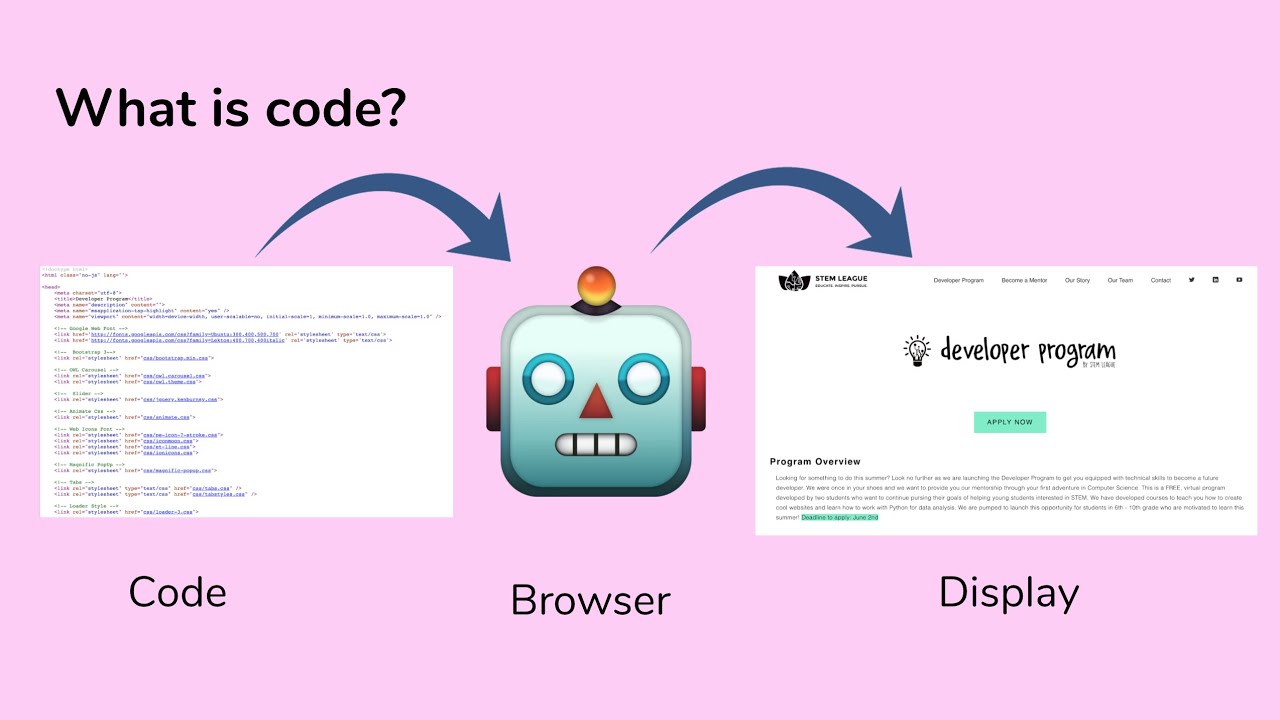 What is code?
<!doctype html>
<html class="no-js" lang="">
<head>
<meta charset="utf-8">
<title>Developer Program</title>
<meta name="description" content="">
<meta name="msapplication-tap-highlight" content="yes" />
<meta name="viewport" content="width=device-width, user-scalable=no, initial-scale=1, minimum-scale=1.0, maximum-scale=1.0" />
<!-- Google Web Font -->
<link href='http://fonts.googleapis.com/css?family=Ubuntu:300,400,500,700' rel='stylesheet' type='text/css'>
<link href='http://fonts.googleapis.com/css?family=Lekton:400,700,400italic' rel='stylesheet' type='text/css'>
<!-- Bootstrap 3-->
<link rel="stylesheet" href="css/bootstrap.min.css">
<!-- OWL Carousel -->
<link rel="stylesheet" href="css/owl.carousel.css">
<link rel="stylesheet" href="css/owl.theme.css">
<!-- Slider -->
<link rel="stylesheet" href="css/jquery.kenburnsy.css">
<!-- Animate Css -->
<link rel="stylesheet" href="css/animate.css">
<!-- Web Icons Font -->
<link rel="stylesheet" href="css/pe-icon-7-stroke.css">
<link rel="stylesheet" href="css/iconmoon.css">
<link rel="stylesheet" href="css/et-line.css">
<link rel="stylesheet" href="css/ionicons.css">
<!-- Magnific PopUp -->
<link rel="stylesheet" href="css/magnific-popup.css">
<!-- Tabs -->
<link rel="stylesheet" type="text/css" href="css/tabs.css" />
<link rel="stylesheet" type="text/css" href="css/tabstyles.css" />
<!-- Loader Style -->
<link rel="stylesheet" href="css/loader-3.css">
STEM LEAGUE
EDUCATE. INSPIRE. PURSUE.
Developer Program Become a Mentor Our Story Our Team Contact
developer program
BY STEM LEAGUE
APPLY NOW
Program Overview
Looking for something to do this summer? Look no further as we are launching the Developer Program to get you equipped with technical skills to become a future
developer. We were once in your shoes and we want to provide you our mentorship through your first adventure in Computer Science. This is a FREE, virtual program
developed by two students who want to continue pursing their goals of helping young students interested in STEM. We have developed courses to teach you how to create
cool websites and learn how to work with Python for data analysis. We are pumped to launch this opportunity for students in 6th - 10th grade who are motivated to learn this
summer! Deadline to apply: June 2nd
Code
Browser
Display